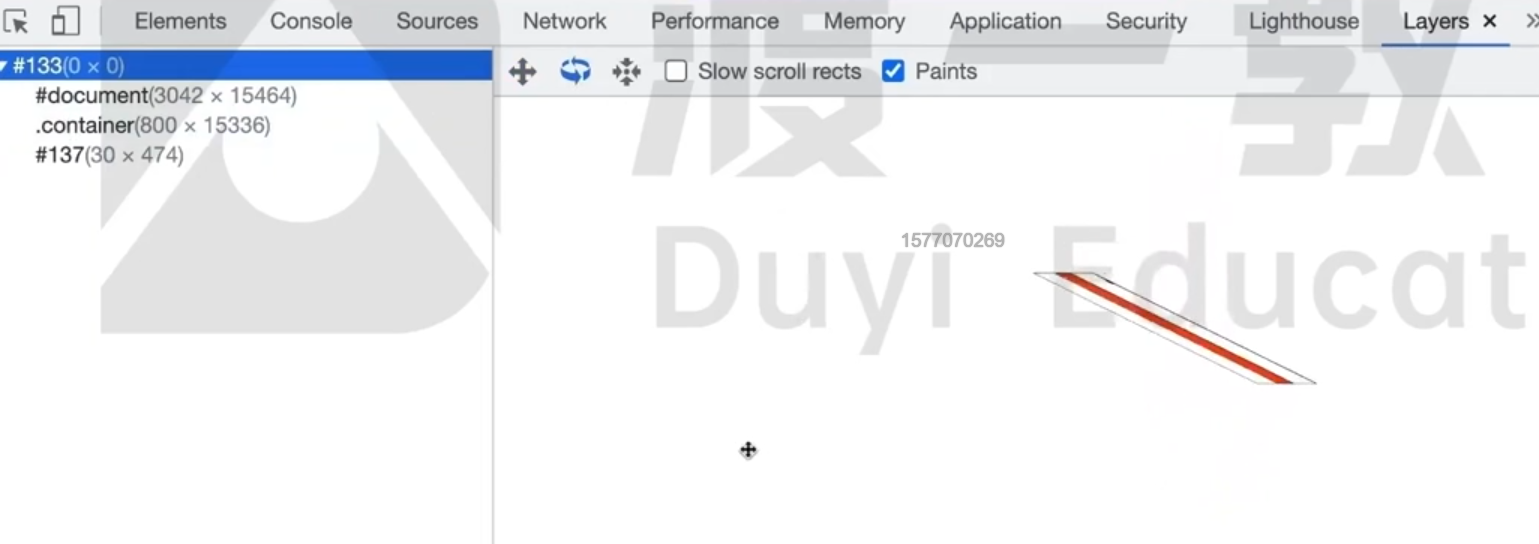 Elements Console Sources Network Performance Memory Application Security Lighthouse Layers × »
#133(0 × 0)
Slow scroll rects Paints
#document(3042 × 15464)
.container(800 × 15336)
#137(30 × 474)
渡一教
Duyi Educat
1577070269